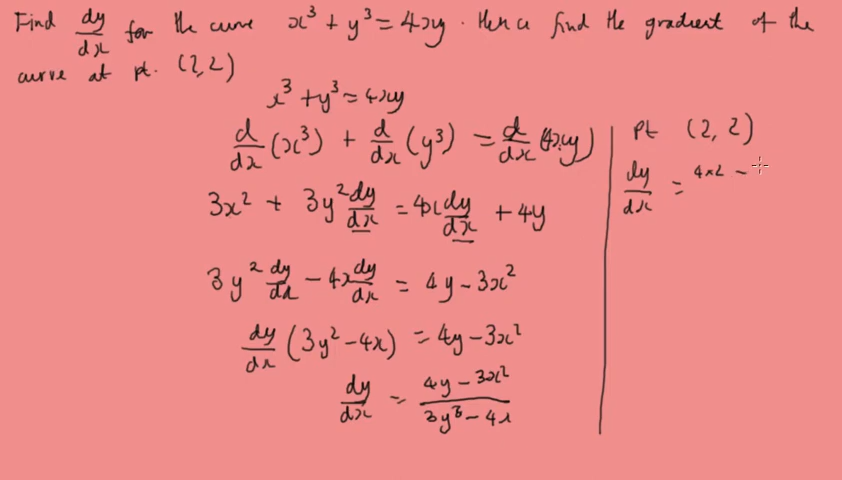 Find dy/dx for the curve x³ + y³ = 4xy. Hence find the gradient of the
curve at pt. (2,2)
x³ + y³ = 4xy
d/dx (x³) + d/dx (y³) = d/dx (4xy)
3x² + 3y² dy/dx = 4x dy/dx + 4y
3y² dy/dx - 4x dy/dx = 4y - 3x²
dy/dx (3y² - 4x) = 4y - 3x²
dy/dx = (4y - 3x²)/(3y³ - 4x)
pt (2, 2)
dy/dx = 4×2 -